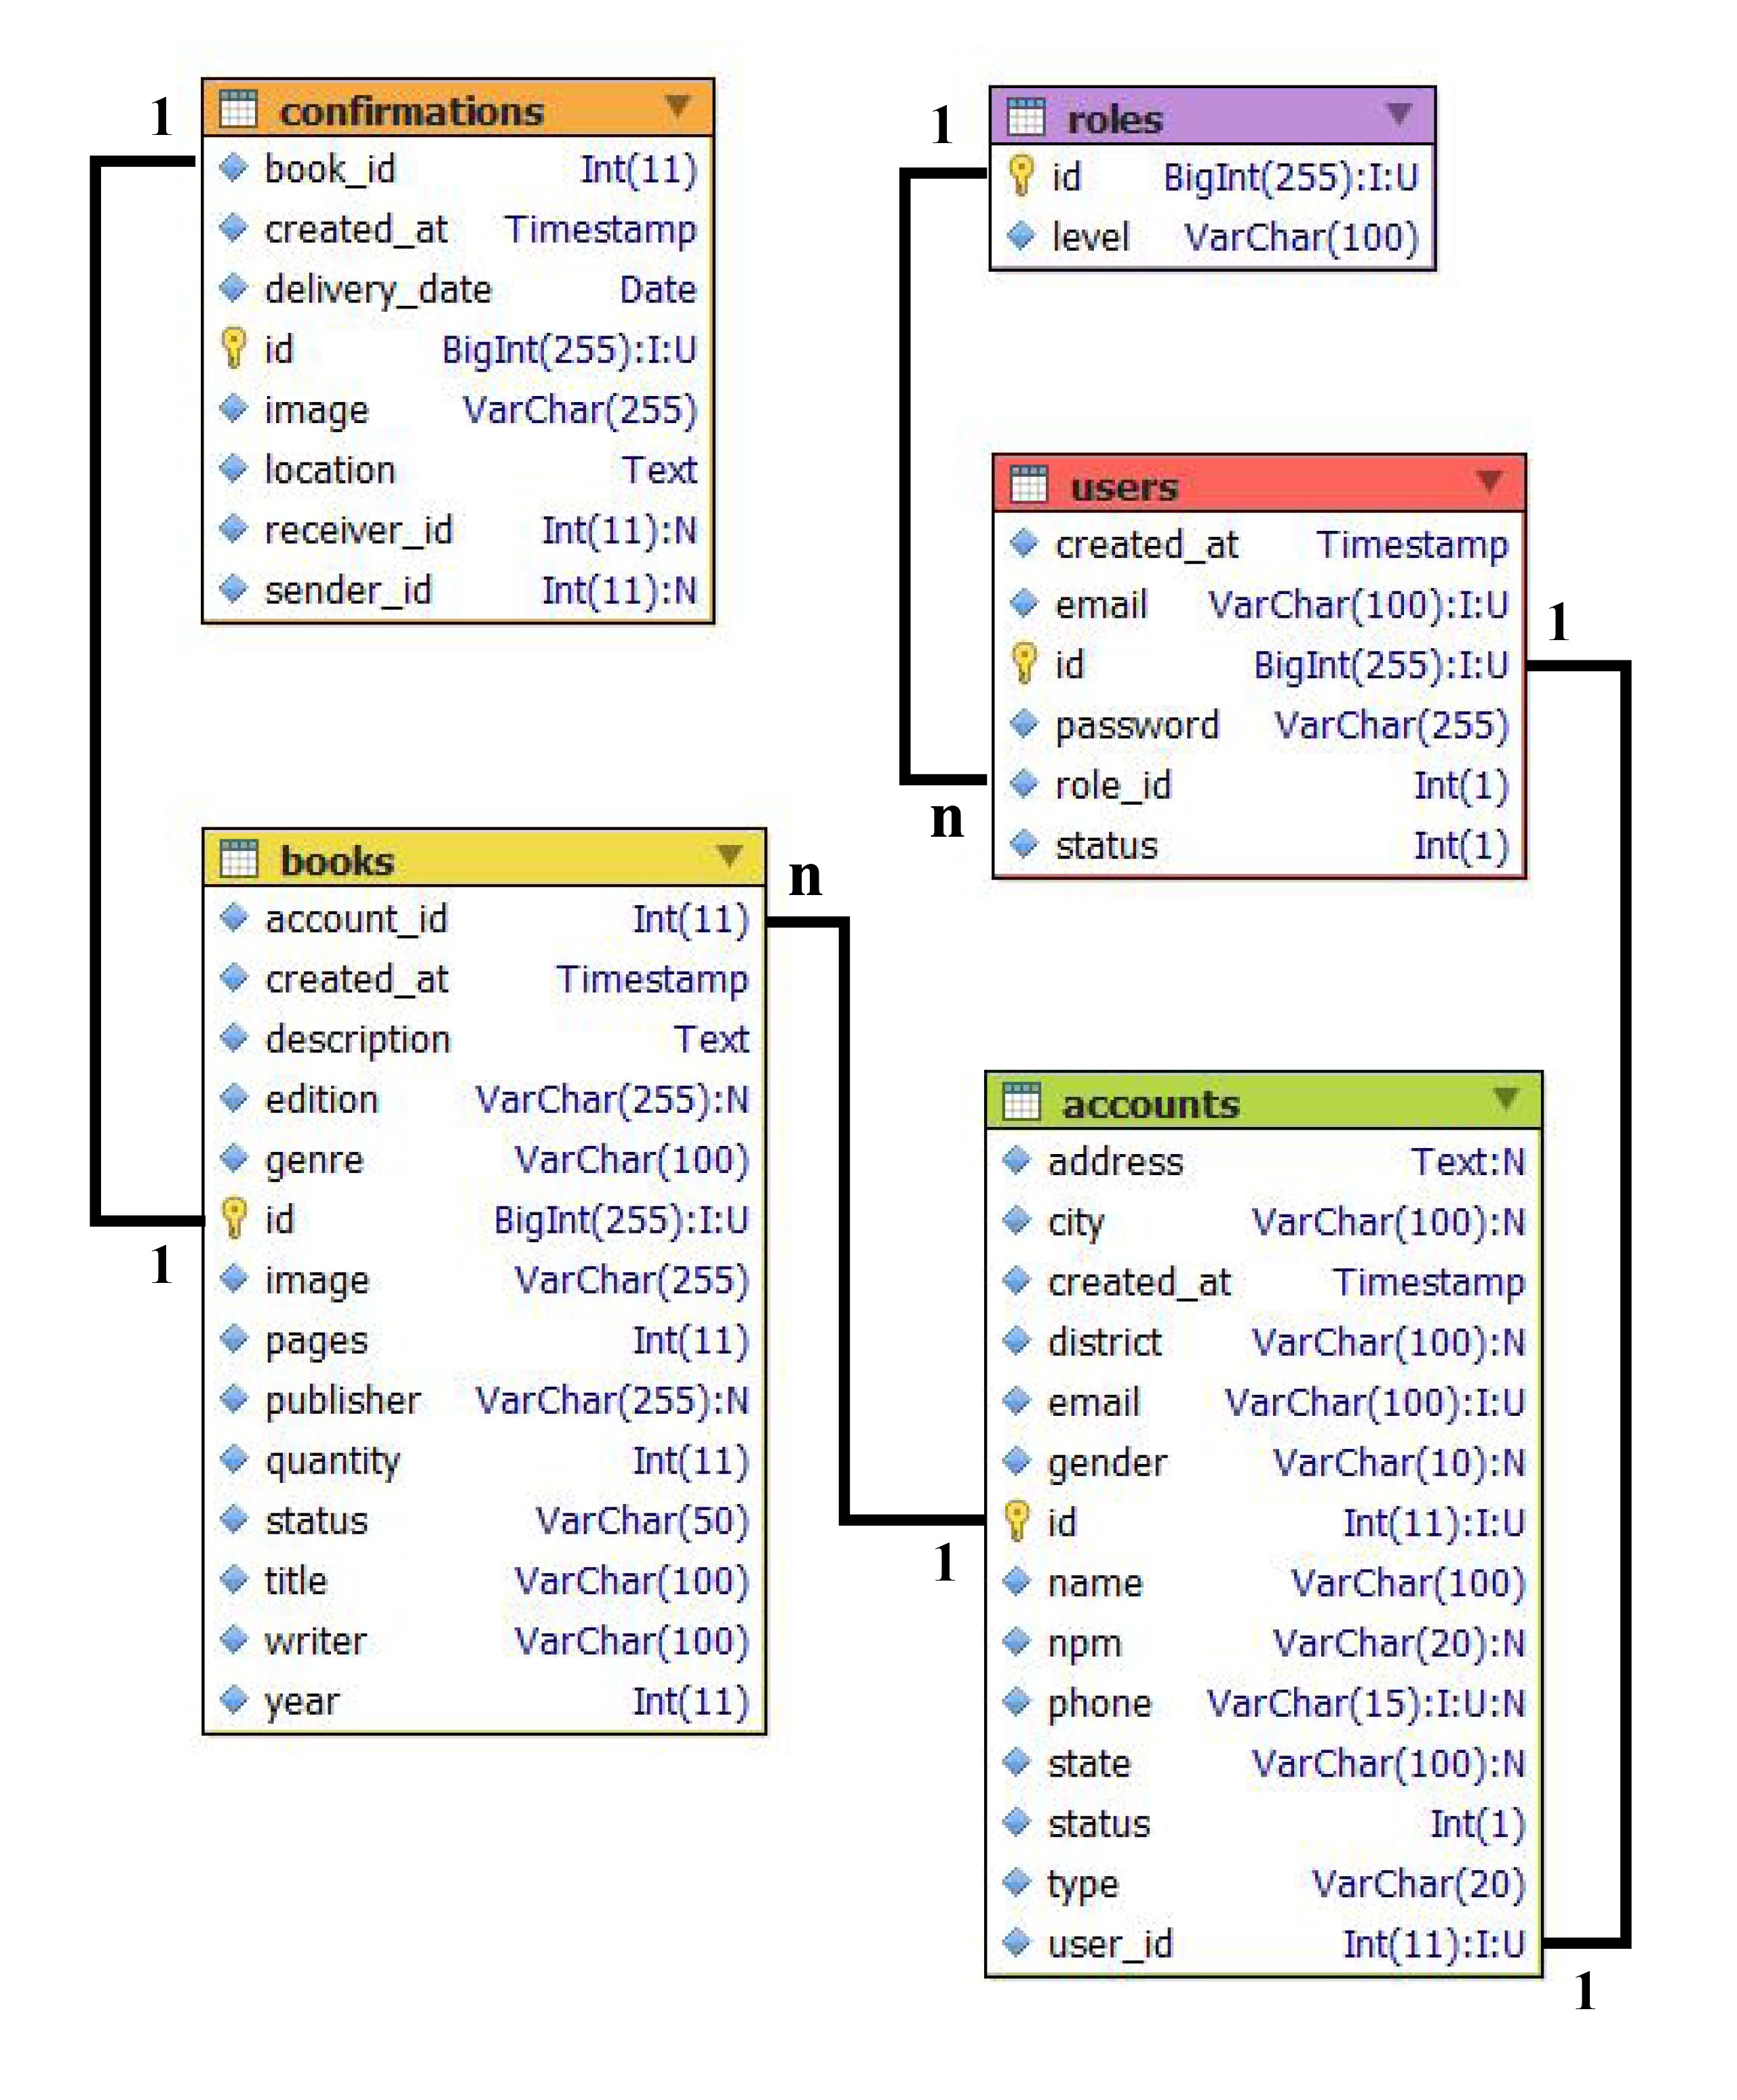 1
confirmations
book_id Int(11)
created_at Timestamp
delivery_date Date
id BigInt(255):I:U
image VarChar(255)
location Text
receiver_id Int(11):N
sender_id Int(11):N
1
roles
id BigInt(255):I:U
level VarChar(100)
users
created_at Timestamp
email VarChar(100):I:U
id BigInt(255):I:U
password VarChar(255)
role_id Int(1)
status Int(1)
1
n
books
n
account_id Int(11)
created_at Timestamp
description Text
edition VarChar(255):N
genre VarChar(100)
id BigInt(255):I:U
image VarChar(255)
pages Int(11)
publisher VarChar(255):N
quantity Int(11)
status VarChar(50)
title VarChar(100)
writer VarChar(100)
year Int(11)
1
accounts
address Text:N
city VarChar(100):N
created_at Timestamp
district VarChar(100):N
email VarChar(100):I:U
gender VarChar(10):N
id Int(11):I:U
name VarChar(100)
npm VarChar(20):N
phone VarChar(15):I:U:N
state VarChar(100):N
status Int(1)
type VarChar(20)
user_id Int(11):I:U
1
1